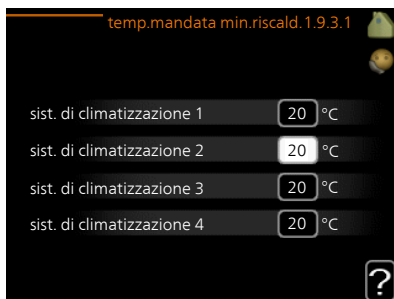 temp.mandata min.riscald.1.9.3.1
sist. di climatizzazione 1 20 °C
sist. di climatizzazione 2 20 °C
sist. di climatizzazione 3 20 °C
sist. di climatizzazione 4 20 °C
?